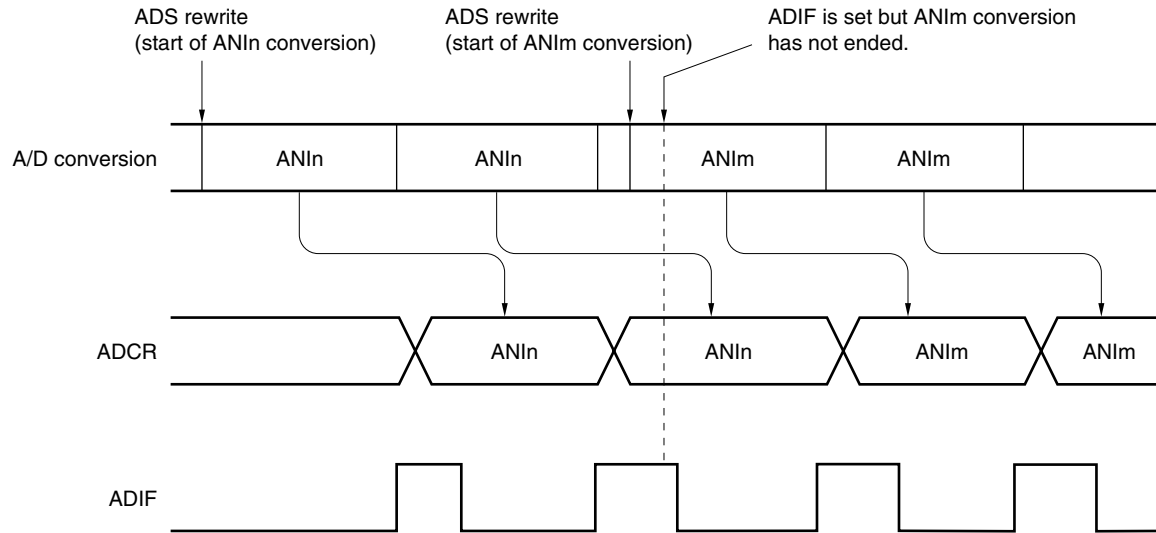 ADS rewrite
(start of ANIn conversion)
ADS rewrite
(start of ANIm conversion)
ADIF is set but ANIm conversion
has not ended.
A/D conversion
ANIn
ANIn
ANIm
ANIm
ADCR
ANIn
ANIn
ANIm
ANIm
ADIF